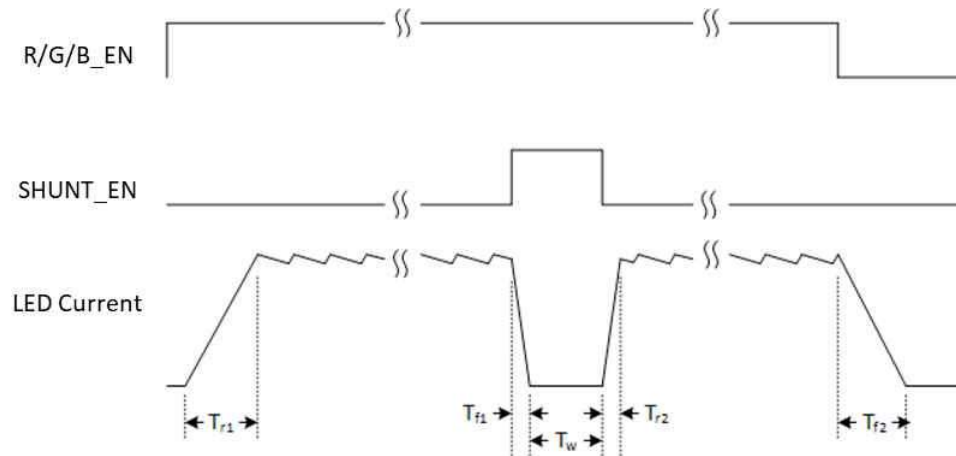 R/G/B_EN
SHUNT_EN
LED Current
Tr1
Tf1
Tr2
Tf2
Tw